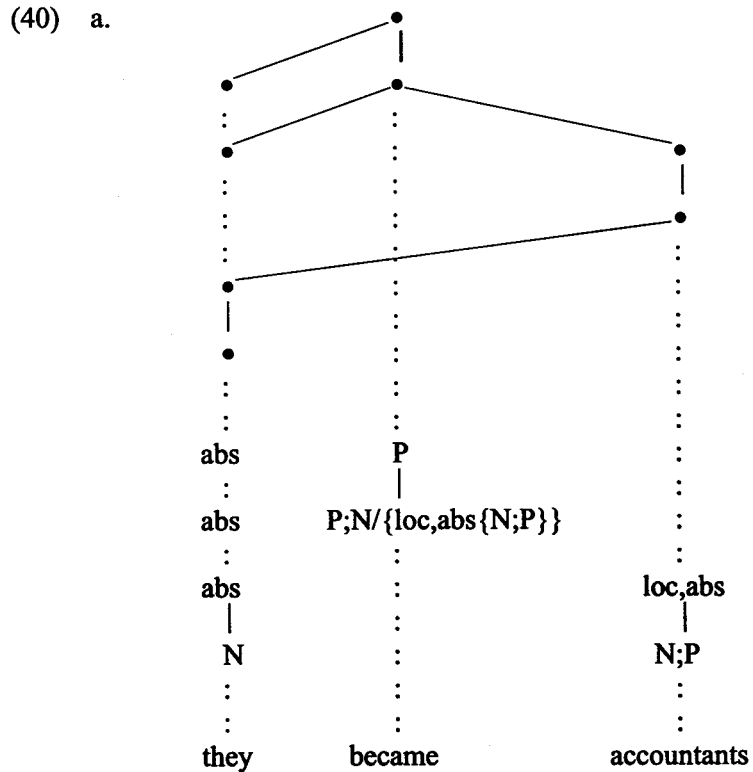 (40) a.
abs P
abs P;N/{loc,abs{N;P}}
abs loc,abs
N N;P
they became accountants